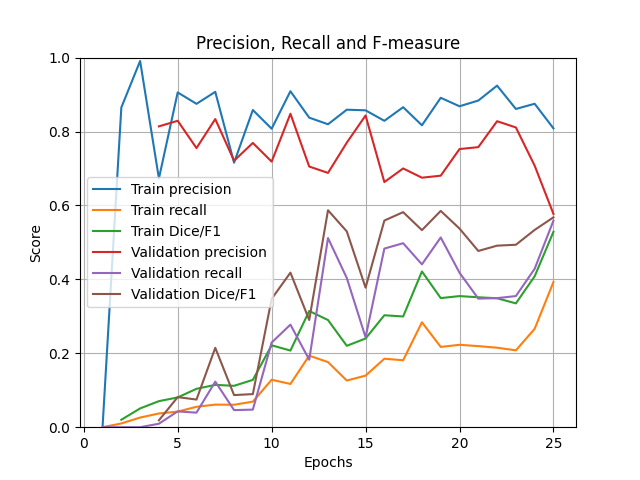 Precision, Recall and F-measure
1.0
0.8
0.6
0.4
0.2
0.0
Score
Train precision
Train recall
Train Dice/F1
Validation precision
Validation recall
Validation Dice/F1
0 5 10 15 20 25
Epochs